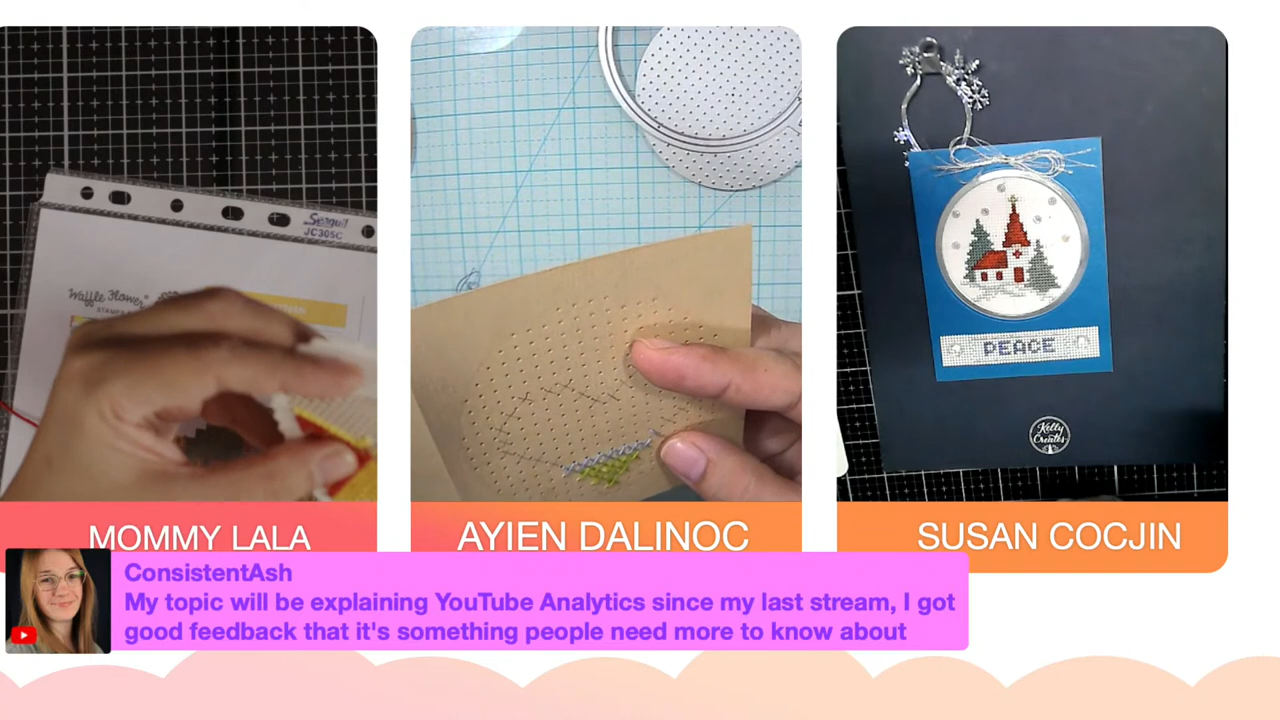 Seagull
JC305C
Waffle Flower
PEACE
Kelly
Creates
MOMMY LALA
AYIEN DALINOC
SUSAN COCJIN
ConsistentAsh
My topic will be explaining YouTube Analytics since my last stream, I got
good feedback that it's something people need more to know about